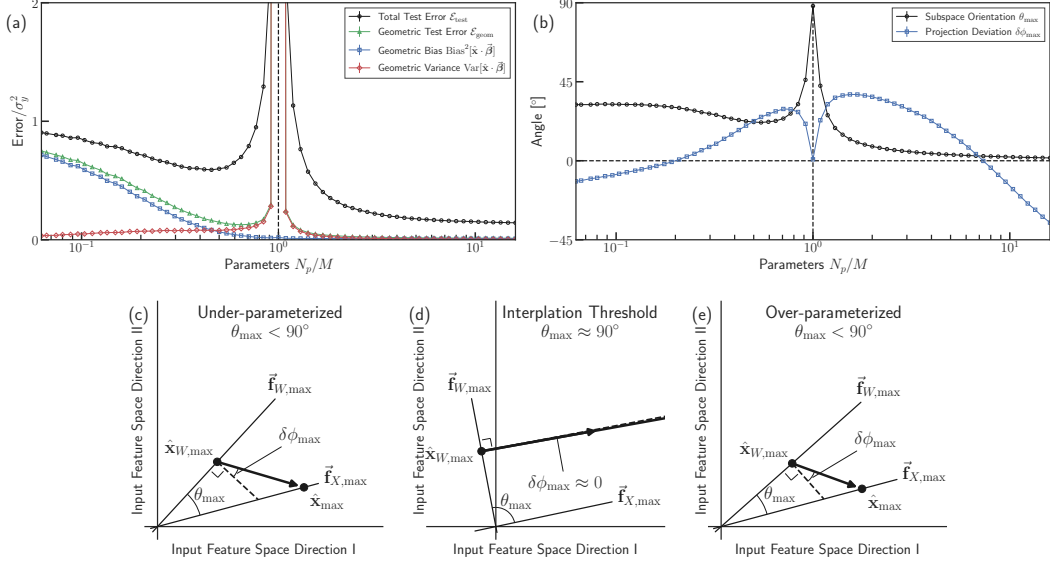 (a)
Total Test Error 𝓔_test
Geometric Test Error 𝓔_geom
Geometric Bias Bias²[x̂ · β⃗]
Geometric Variance Var[x̂ · β⃗]
Error/σ_y²
2
1
0
10⁻¹
10⁰
10¹
Parameters N_p/M
(b)
Subspace Orientation θ_max
Projection Deviation δϕ_max
Angle [°]
90
45
0
−45
10⁻¹
10⁰
10¹
Parameters N_p/M
(c)
Under-parameterized
θ_max < 90°
Input Feature Space Direction II
f⃗_W,max
x̂_W,max
δϕ_max
f⃗_X,max
θ_max
x̂_max
Input Feature Space Direction I
(d)
Interplation Threshold
θ_max ≈ 90°
Input Feature Space Direction II
f⃗_W,max
x̂_W,max
δϕ_max ≈ 0
f⃗_X,max
θ_max
Input Feature Space Direction I
(e)
Over-parameterized
θ_max < 90°
Input Feature Space Direction II
f⃗_W,max
x̂_W,max
δϕ_max
f⃗_X,max
θ_max
x̂_max
Input Feature Space Direction I